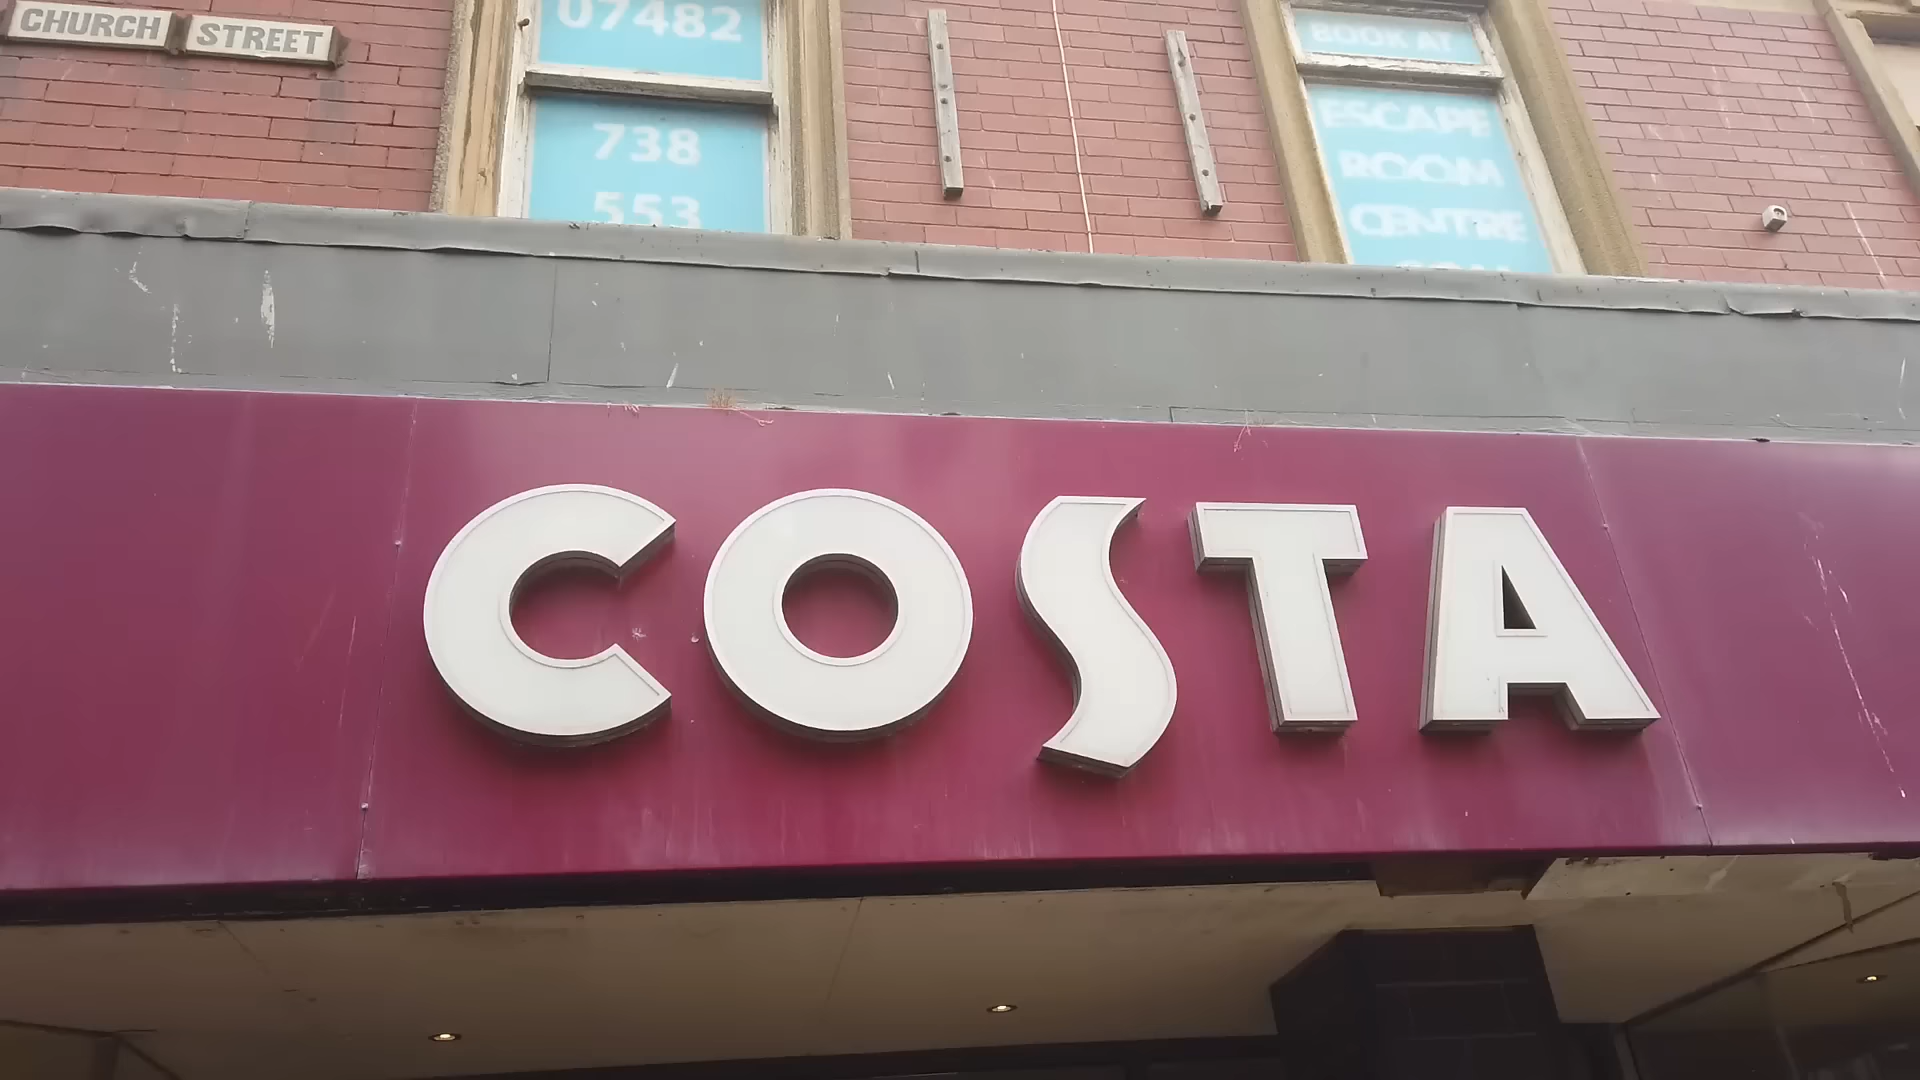 CHURCH STREET
07482
738
553
BOOK AT
ESCAPE
ROOM
CENTRE
COSTA